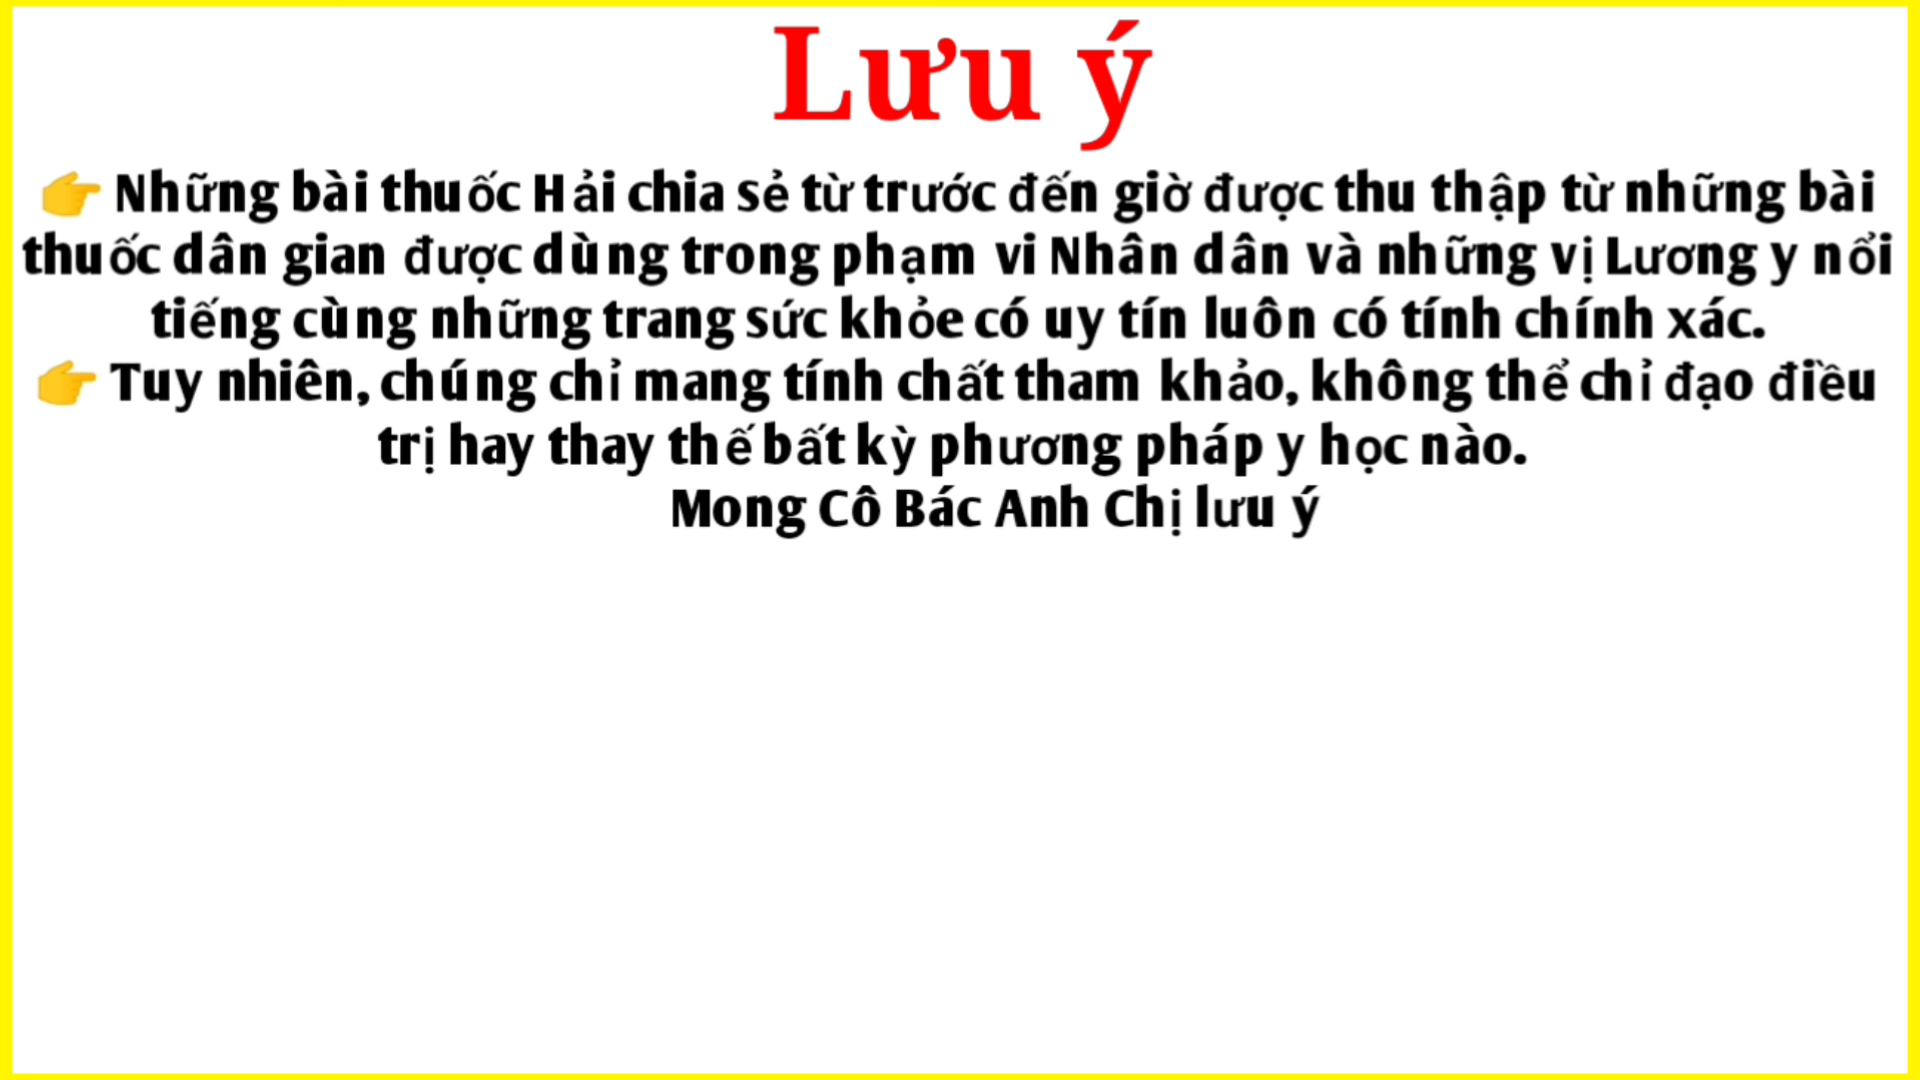 Lưu ý
👉 Những bài thuốc Hải chia sẻ từ trước đến giờ được thu thập từ những bài
thuốc dân gian được dùng trong phạm vi Nhân dân và những vị Lương y nổi
tiếng cùng những trang sức khỏe có uy tín luôn có tính chính xác.
👉 Tuy nhiên, chúng chỉ mang tính chất tham khảo, không thể chỉ đạo điều
trị hay thay thế bất kỳ phương pháp y học nào.
Mong Cô Bác Anh Chị lưu ý